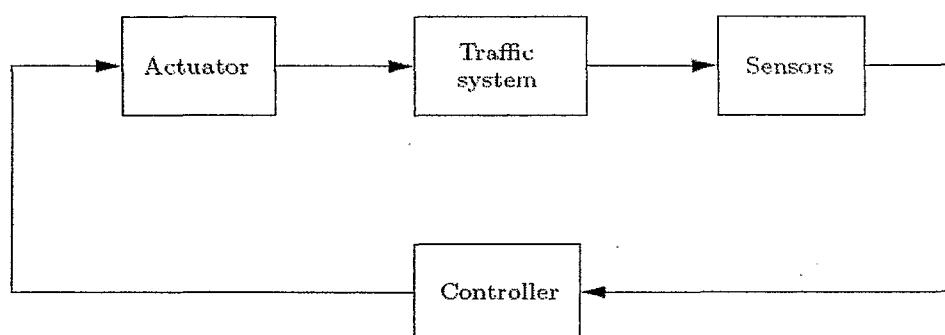 Actuator
Traffic
system
Sensors
Controller